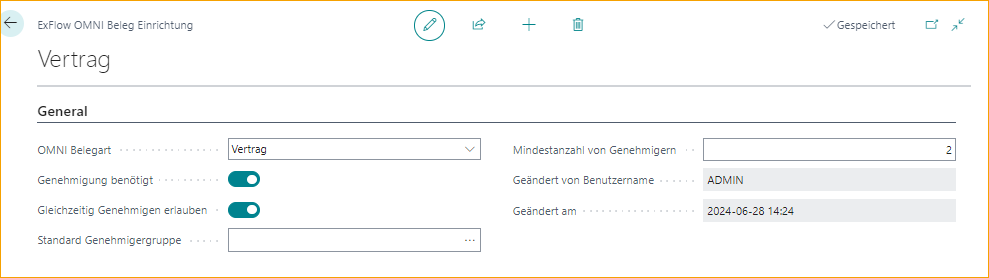 ExFlow OMNI Beleg Einrichtung
Gespeichert
Vertrag
General
OMNI Belegart Vertrag
Mindestanzahl von Genehmigern 2
Genehmigung benötigt
Geändert von Benutzername ADMIN
Gleichzeitig Genehmigen erlauben
Geändert am 2024-06-28 14:24
Standard Genehmigergruppe